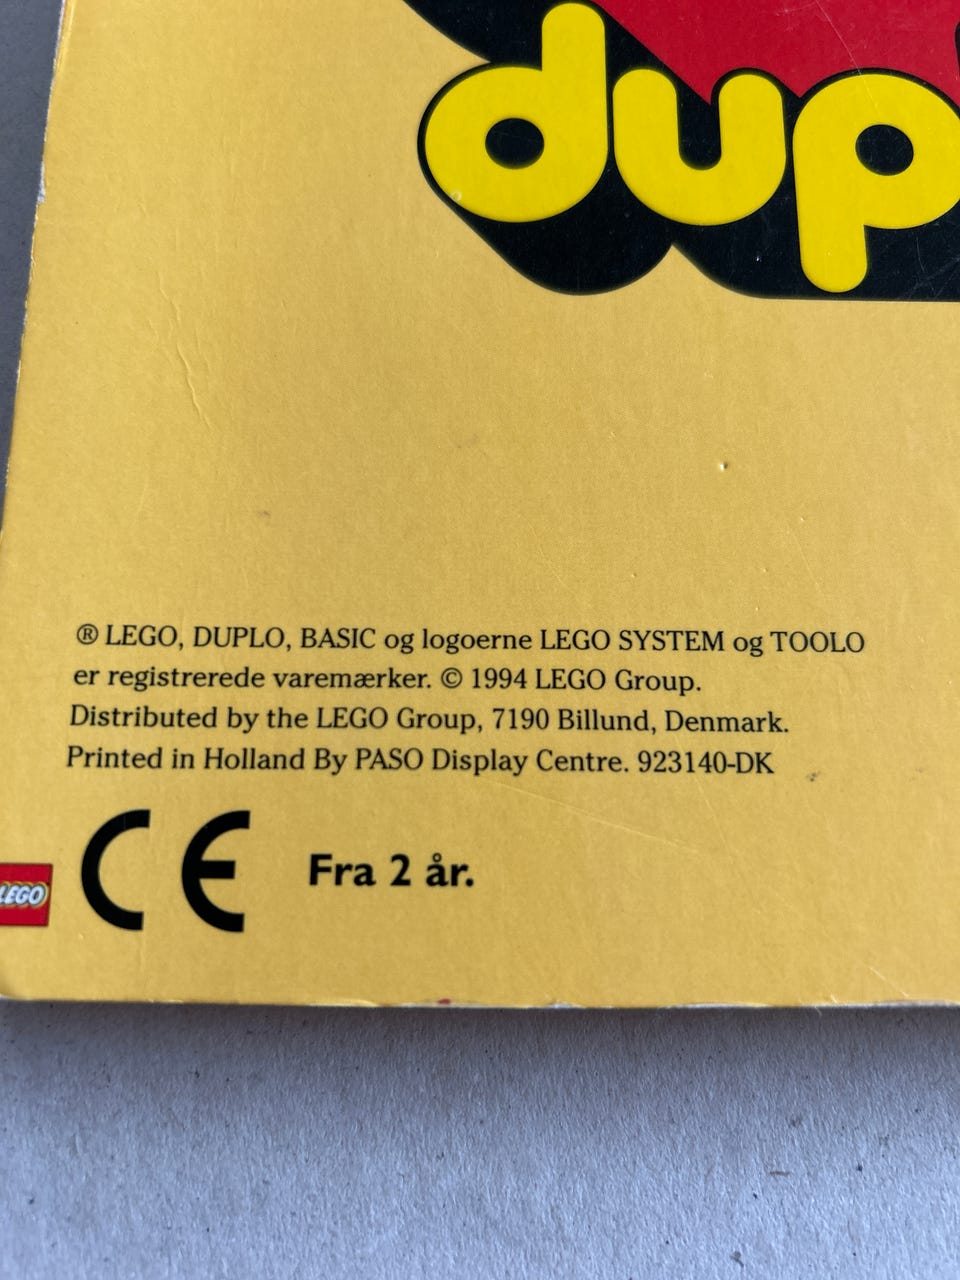 dup
® LEGO, DUPLO, BASIC og logoerne LEGO SYSTEM og TOOLO
er registrerede varemærker. © 1994 LEGO Group.
Distributed by the LEGO Group, 7190 Billund, Denmark.
Printed in Holland By PASO Display Centre. 923140-DK
LEGO CE Fra 2 år.